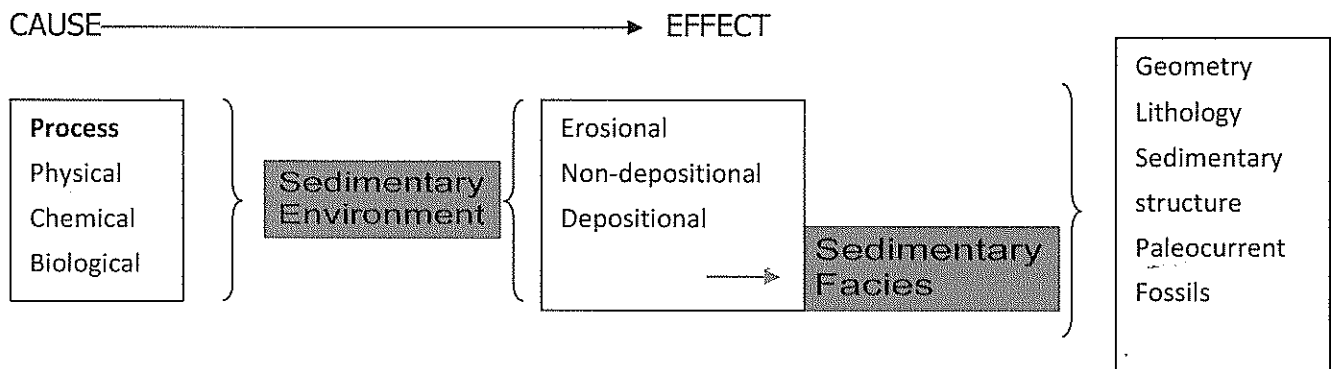 CAUSE
EFFECT
Process
Physical
Chemical
Biological
Sedimentary
Environment
Erosional
Non-depositional
Depositional
Sedimentary
Facies
Geometry
Lithology
Sedimentary
structure
Paleocurrent
Fossils